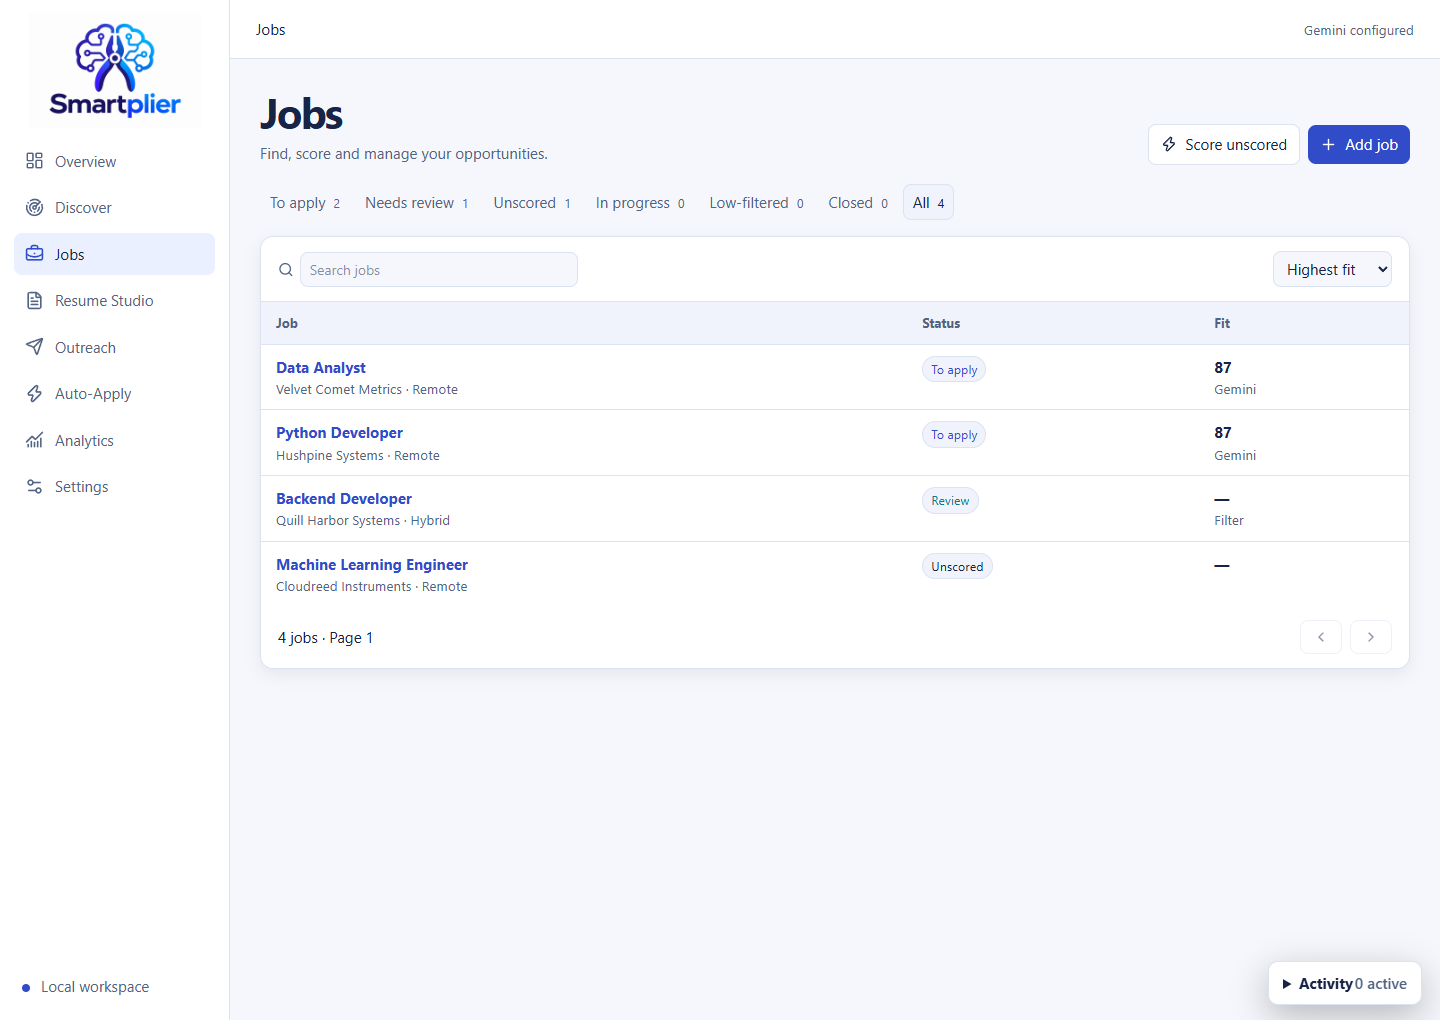 Smartplier
Overview
Discover
Jobs
Resume Studio
Outreach
Auto-Apply
Analytics
Settings
Local workspace
Jobs
Gemini configured
Jobs
Find, score and manage your opportunities.
Score unscored
+ Add job
To apply 2
Needs review 1
Unscored 1
In progress 0
Low-filtered 0
Closed 0
All 4
Search jobs
Highest fit
Job Status Fit
Data Analyst To apply 87
Velvet Comet Metrics · Remote Gemini
Python Developer To apply 87
Hushpine Systems · Remote Gemini
Backend Developer Review —
Quill Harbor Systems · Hybrid Filter
Machine Learning Engineer Unscored —
Cloudreed Instruments · Remote
4 jobs · Page 1
Activity 0 active